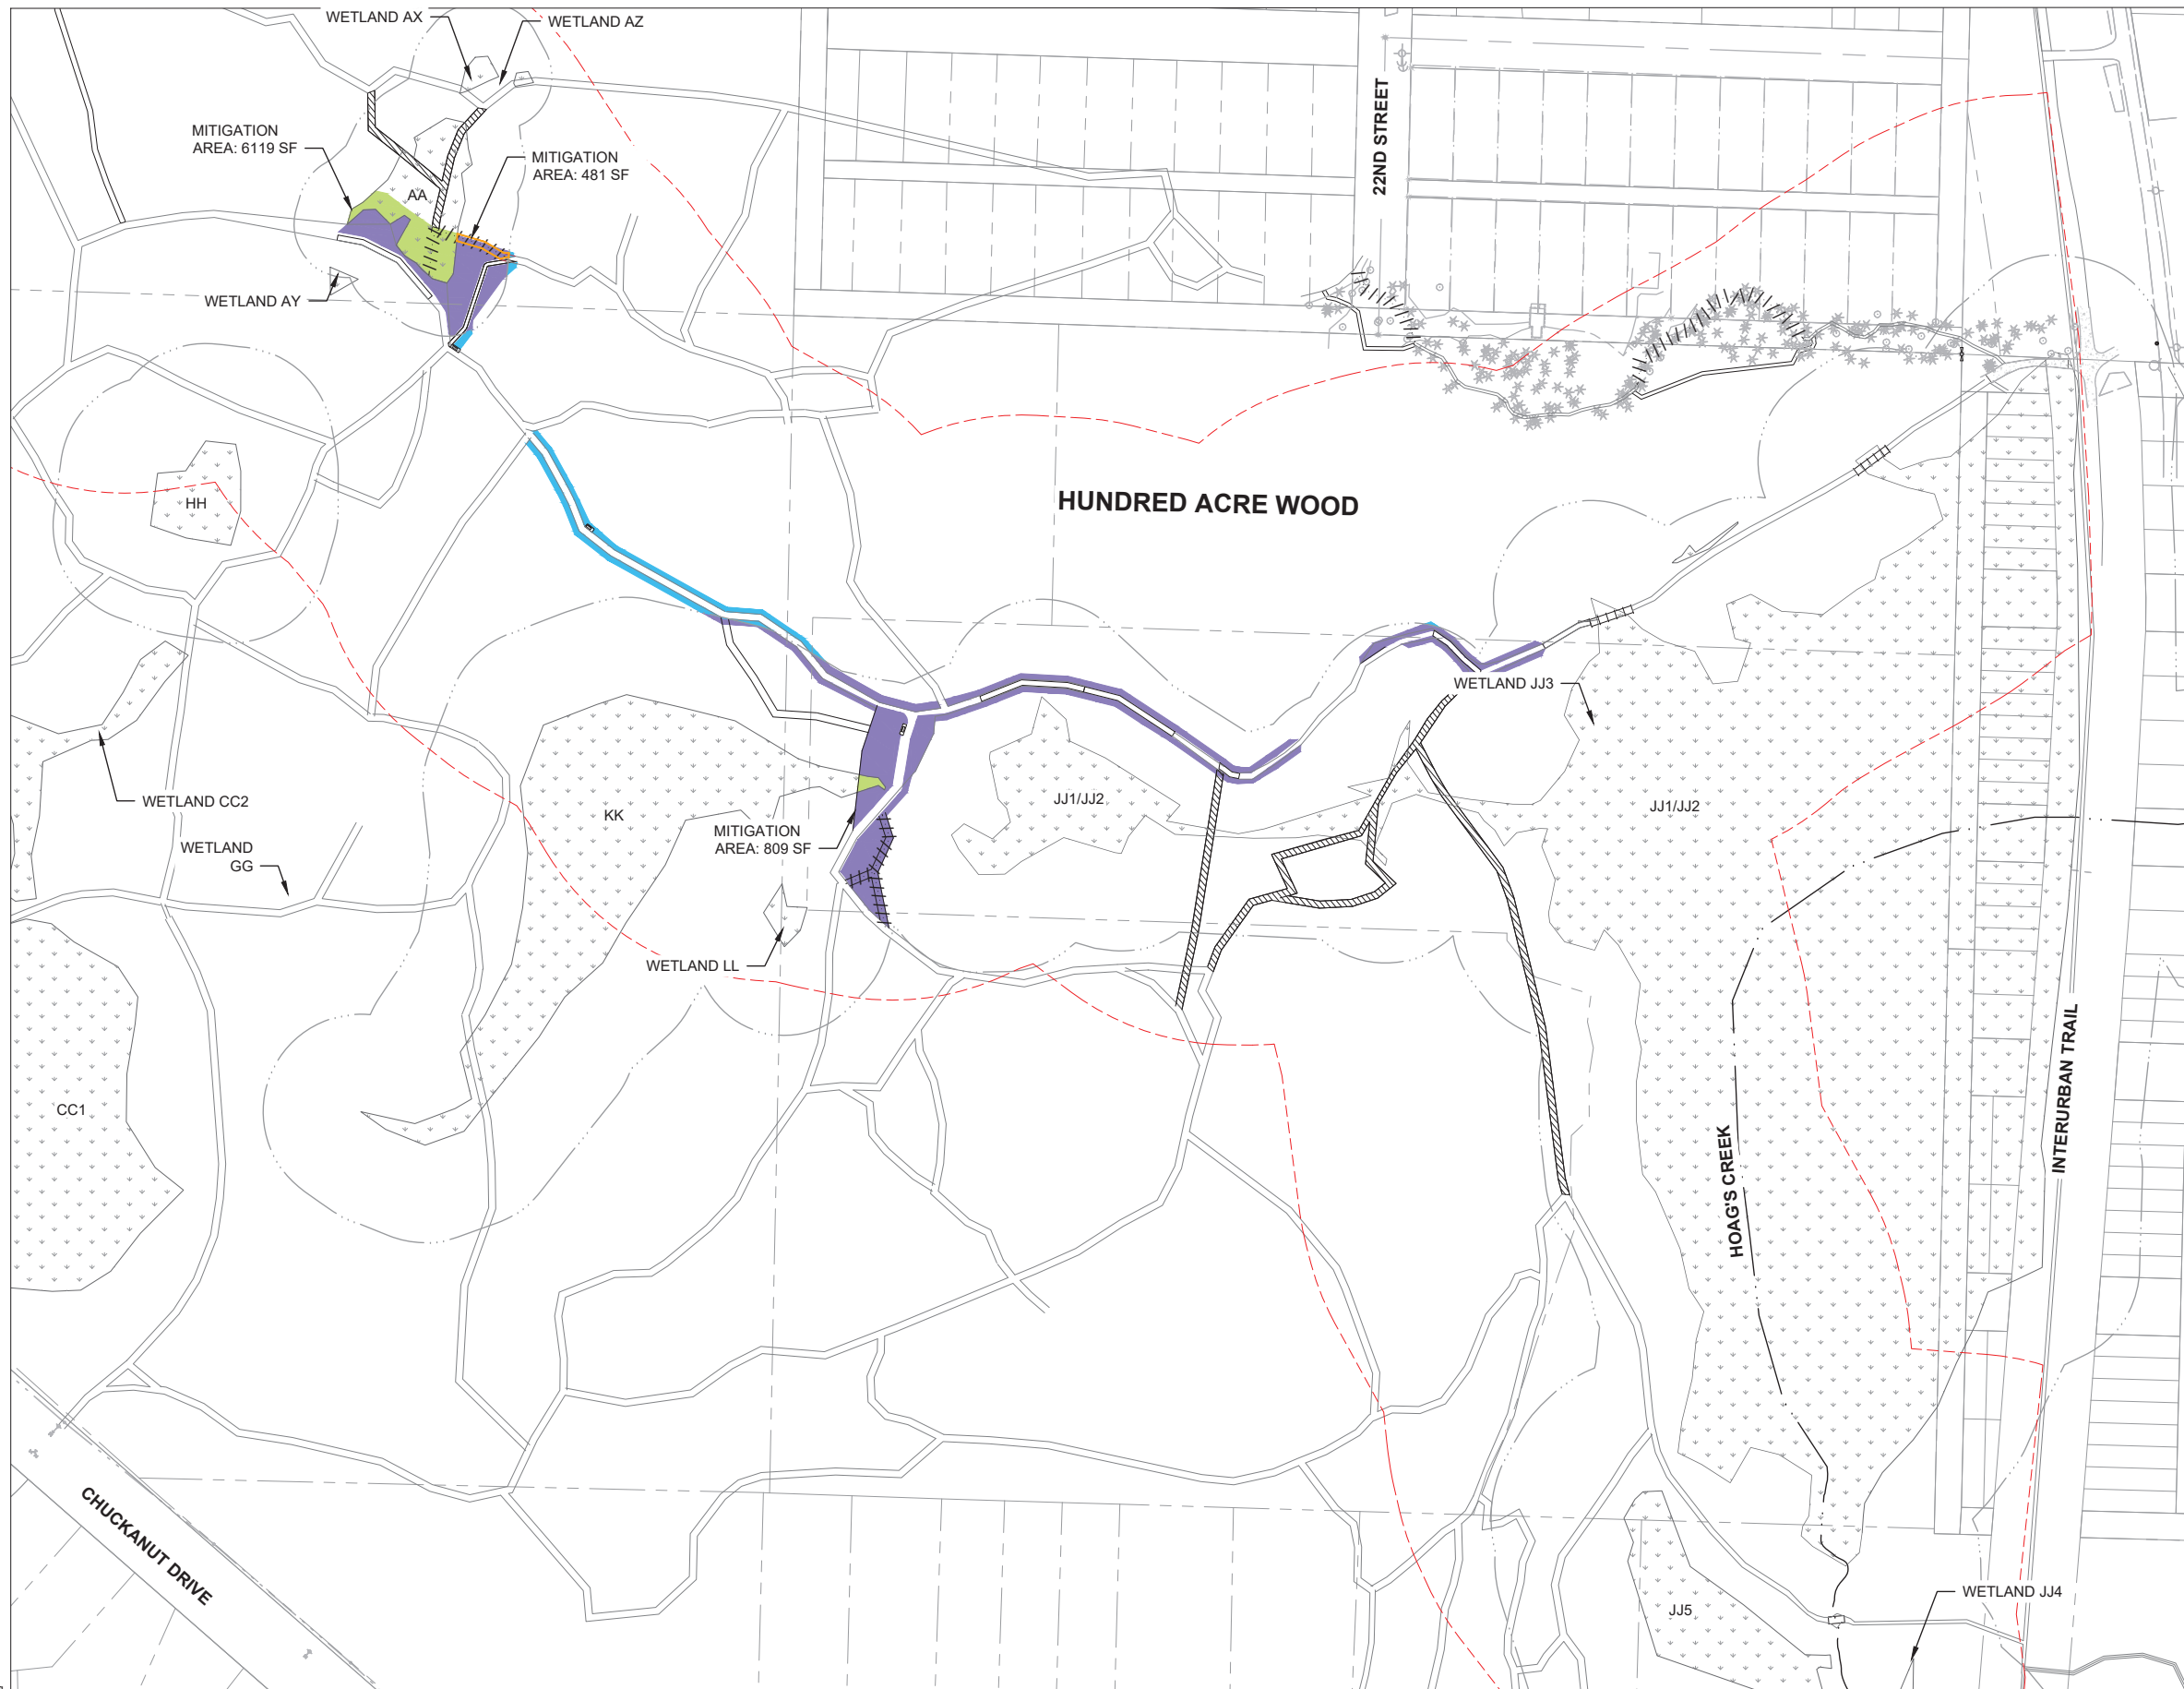 WETLAND AX
WETLAND AZ
MITIGATION
AREA: 6119 SF
MITIGATION
AREA: 481 SF
22ND STREET
AA
WETLAND AY
HH
HUNDRED ACRE WOOD
WETLAND JJ3
WETLAND CC2
KK
JJ1/JJ2
JJ1/JJ2
MITIGATION
AREA: 809 SF
WETLAND
GG
WETLAND LL
CC1
HOAG'S CREEK
INTERURBAN TRAIL
CHUCKANUT DRIVE
JJ5
WETLAND JJ4